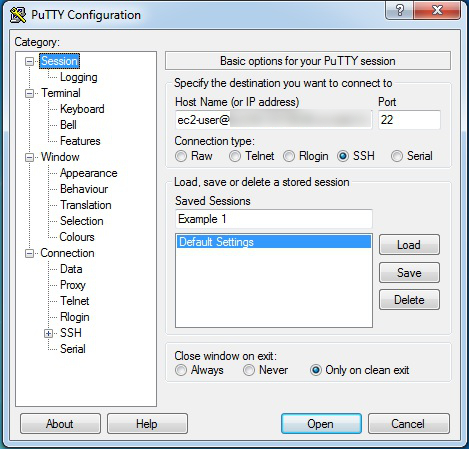 PuTTY Configuration
Category:
Session
Logging
Terminal
Keyboard
Bell
Features
Window
Appearance
Behaviour
Translation
Selection
Colours
Connection
Data
Proxy
Telnet
Rlogin
SSH
Serial
Basic options for your PuTTY session
Specify the destination you want to connect to
Host Name (or IP address) Port
ec2-user@ 22
Connection type:
Raw Telnet Rlogin SSH Serial
Load, save or delete a stored session
Saved Sessions
Example 1
Default Settings
Load
Save
Delete
Close window on exit:
Always Never Only on clean exit
About Help Open Cancel